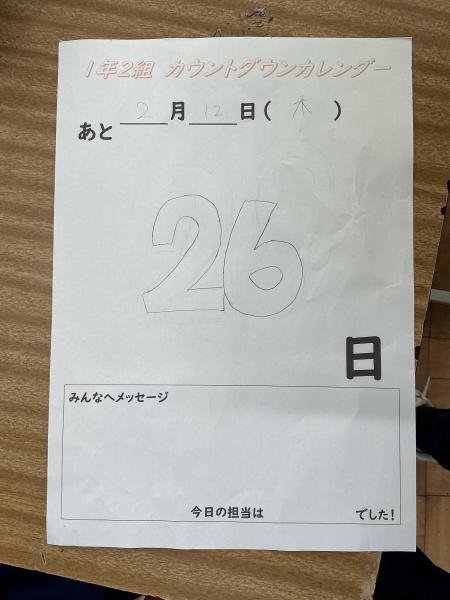 1年2組 カウントダウンカレンダー
2月12日(木)
あと
26
日
みんなへメッセージ
今日の担当は でした!